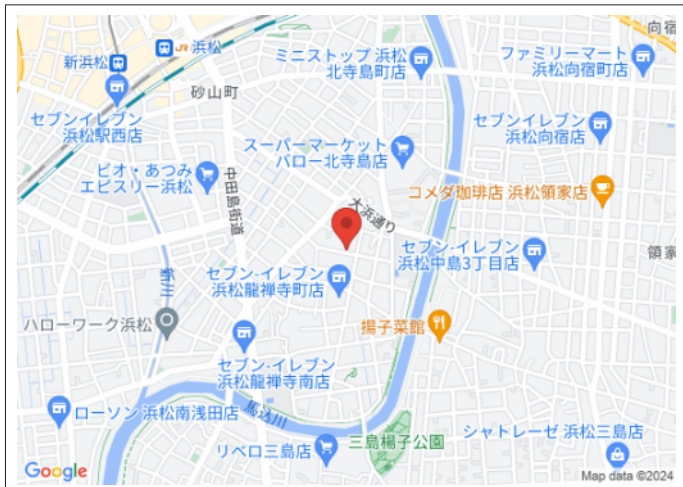 向宿
JR 浜松
新浜松
ミニストップ 浜松
北寺島町店
ファミリーマート
浜松向宿町店
砂山町
セブンイレブン
浜松駅西店
セブンイレブン
浜松向宿店
スーパーマーケット
バロー北寺島店
ビオ・あつみ
エピスリー浜松
中田島街道
コメダ珈琲店 浜松領家店
大浜通り
セブン-イレブン
浜松中島3丁目店
領家
セブン-イレブン
浜松龍禅寺町店
ハローワーク浜松
揚子菜館
セブン-イレブン
浜松龍禅寺南店
馬込川
ローソン 浜松南浅田店
リベロ三島店
三島楊子公園
シャトレーゼ 浜松三島店
Google
Map data ©2024